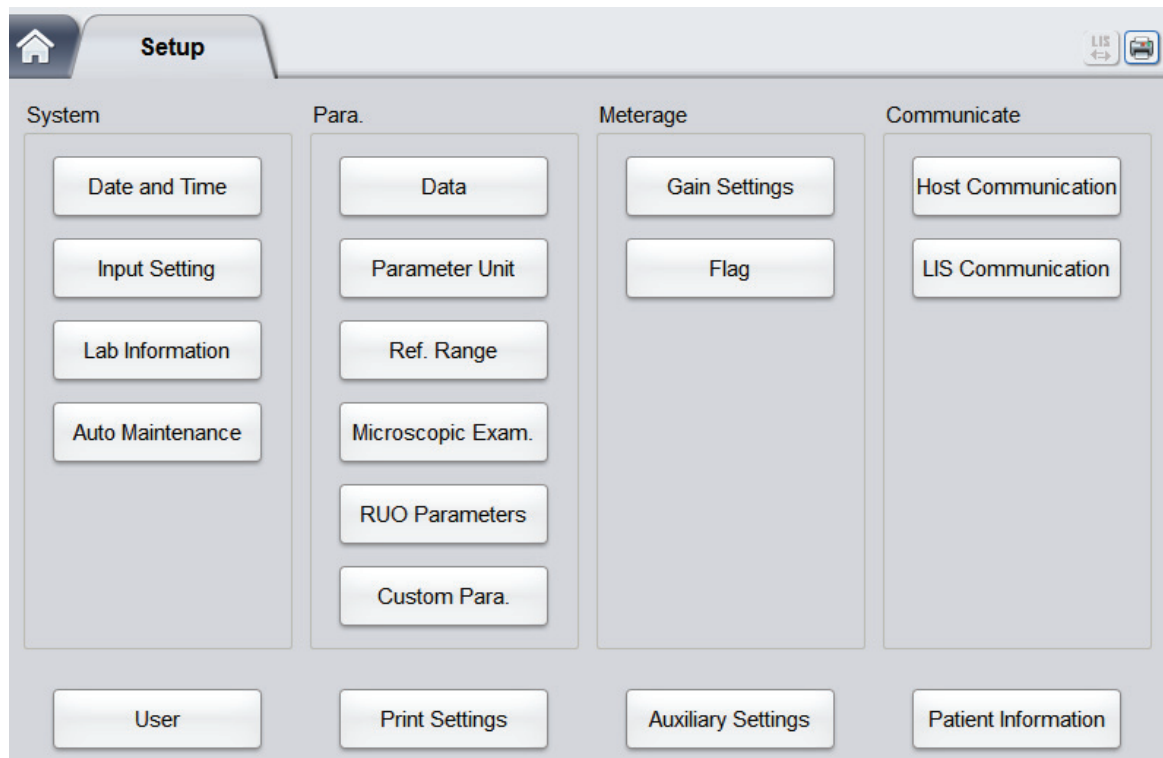 Setup
LIS
System
Date and Time
Input Setting
Lab Information
Auto Maintenance
Para.
Data
Parameter Unit
Ref. Range
Microscopic Exam.
RUO Parameters
Custom Para.
Meterage
Gain Settings
Flag
Communicate
Host Communication
LIS Communication
User
Print Settings
Auxiliary Settings
Patient Information